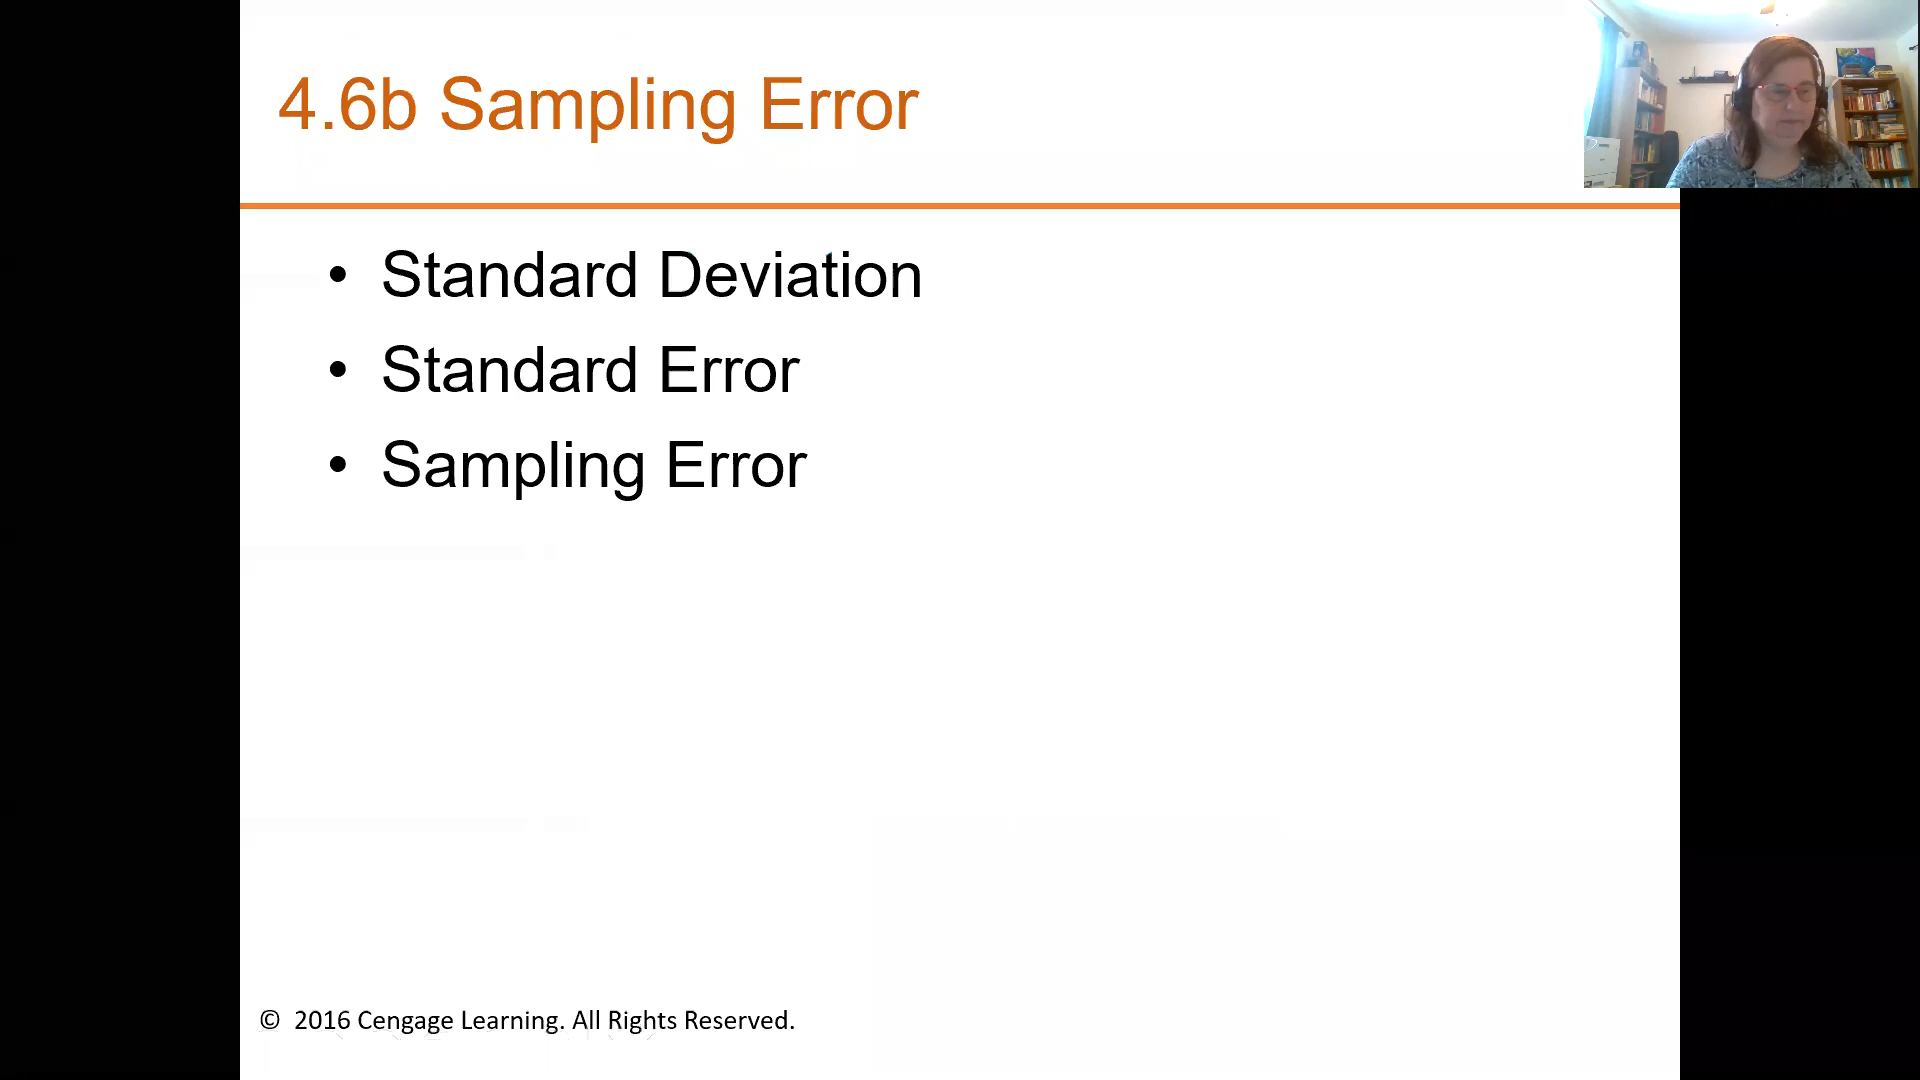 4.6b Sampling Error
• Standard Deviation
• Standard Error
• Sampling Error
© 2016 Cengage Learning. All Rights Reserved.